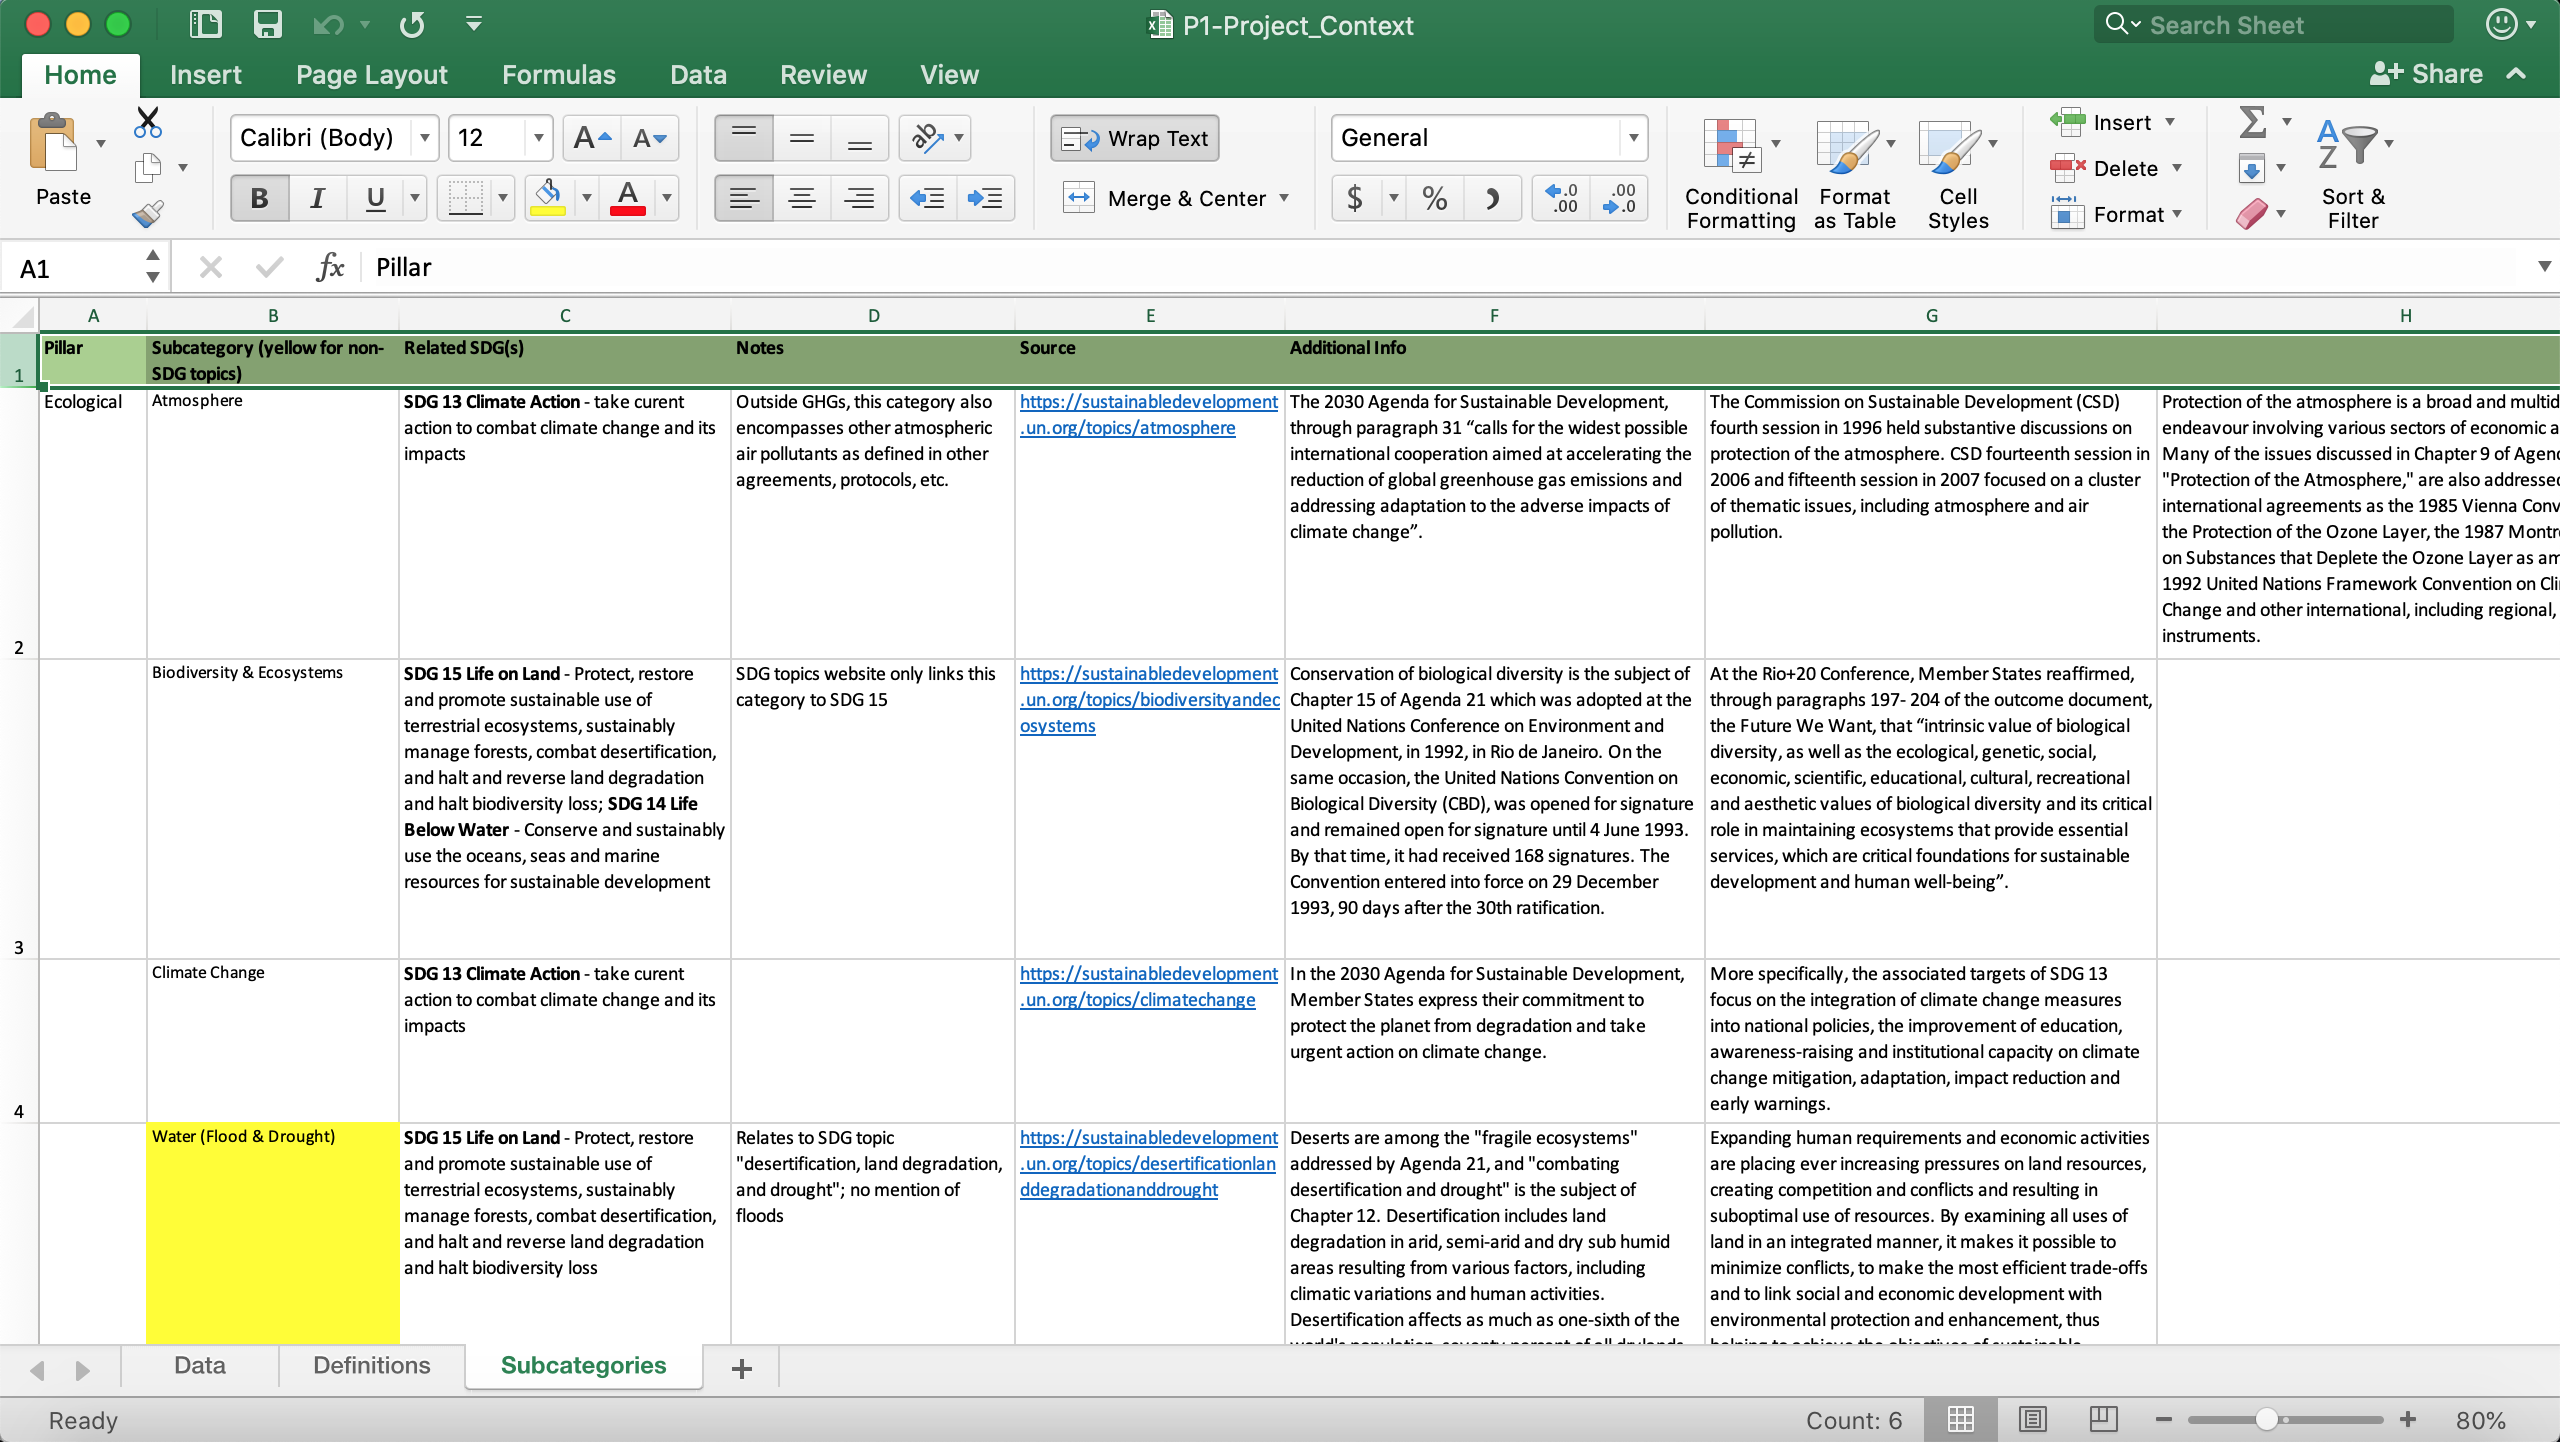 P1-Project_Context
Search Sheet
Home
Insert
Page Layout
Formulas
Data
Review
View
Share
Paste
Calibri (Body)
12
Wrap Text
Merge & Center
General
Conditional
Formatting
Format
as Table
Cell
Styles
Insert
Delete
Format
Sort &
Filter
A1
fx
Pillar
A B C D E F G H
1
Pillar
Subcategory (yellow for non-
SDG topics)
Related SDG(s)
Notes
Source
Additional Info
2
Ecological
Atmosphere
SDG 13 Climate Action - take curent
action to combat climate change and its
impacts
Outside GHGs, this category also
encompasses other atmospheric
air pollutants as defined in other
agreements, protocols, etc.
https://sustainabledevelopment
.un.org/topics/atmosphere
The 2030 Agenda for Sustainable Development,
through paragraph 31 “calls for the widest possible
international cooperation aimed at accelerating the
reduction of global greenhouse gas emissions and
addressing adaptation to the adverse impacts of
climate change”.
The Commission on Sustainable Development (CSD)
fourth session in 1996 held substantive discussions on
protection of the atmosphere. CSD fourteenth session in
2006 and fifteenth session in 2007 focused on a cluster
of thematic issues, including atmosphere and air
pollution.
Protection of the atmosphere is a broad and multid
endeavour involving various sectors of economic a
Many of the issues discussed in Chapter 9 of Agen
"Protection of the Atmosphere," are also addressed
international agreements as the 1985 Vienna Conv
the Protection of the Ozone Layer, the 1987 Montr
on Substances that Deplete the Ozone Layer as am
1992 United Nations Framework Convention on Cli
Change and other international, including regional,
instruments.
3
Biodiversity & Ecosystems
SDG 15 Life on Land - Protect, restore
and promote sustainable use of
terrestrial ecosystems, sustainably
manage forests, combat desertification,
and halt and reverse land degradation
and halt biodiversity loss; SDG 14 Life
Below Water - Conserve and sustainably
use the oceans, seas and marine
resources for sustainable development
SDG topics website only links this
category to SDG 15
https://sustainabledevelopment
.un.org/topics/biodiversityandec
osystems
Conservation of biological diversity is the subject of
Chapter 15 of Agenda 21 which was adopted at the
United Nations Conference on Environment and
Development, in 1992, in Rio de Janeiro. On the
same occasion, the United Nations Convention on
Biological Diversity (CBD), was opened for signature
and remained open for signature until 4 June 1993.
By that time, it had received 168 signatures. The
Convention entered into force on 29 December
1993, 90 days after the 30th ratification.
At the Rio+20 Conference, Member States reaffirmed,
through paragraphs 197- 204 of the outcome document,
the Future We Want, that “intrinsic value of biological
diversity, as well as the ecological, genetic, social,
economic, scientific, educational, cultural, recreational
and aesthetic values of biological diversity and its critical
role in maintaining ecosystems that provide essential
services, which are critical foundations for sustainable
development and human well-being”.
4
Climate Change
SDG 13 Climate Action - take curent
action to combat climate change and its
impacts
https://sustainabledevelopment
.un.org/topics/climatechange
In the 2030 Agenda for Sustainable Development,
Member States express their commitment to
protect the planet from degradation and take
urgent action on climate change.
More specifically, the associated targets of SDG 13
focus on the integration of climate change measures
into national policies, the improvement of education,
awareness-raising and institutional capacity on climate
change mitigation, adaptation, impact reduction and
early warnings.
Water (Flood & Drought)
SDG 15 Life on Land - Protect, restore
and promote sustainable use of
terrestrial ecosystems, sustainably
manage forests, combat desertification,
and halt and reverse land degradation
and halt biodiversity loss
Relates to SDG topic
"desertification, land degradation,
and drought"; no mention of
floods
https://sustainabledevelopment
.un.org/topics/desertificationlan
ddegradationanddrought
Deserts are among the "fragile ecosystems"
addressed by Agenda 21, and "combating
desertification and drought" is the subject of
Chapter 12. Desertification includes land
degradation in arid, semi-arid and dry sub humid
areas resulting from various factors, including
climatic variations and human activities.
Desertification affects as much as one-sixth of the
Expanding human requirements and economic activities
are placing ever increasing pressures on land resources,
creating competition and conflicts and resulting in
suboptimal use of resources. By examining all uses of
land in an integrated manner, it makes it possible to
minimize conflicts, to make the most efficient trade-offs
and to link social and economic development with
environmental protection and enhancement, thus
Data
Definitions
Subcategories
Ready
Count: 6
80%